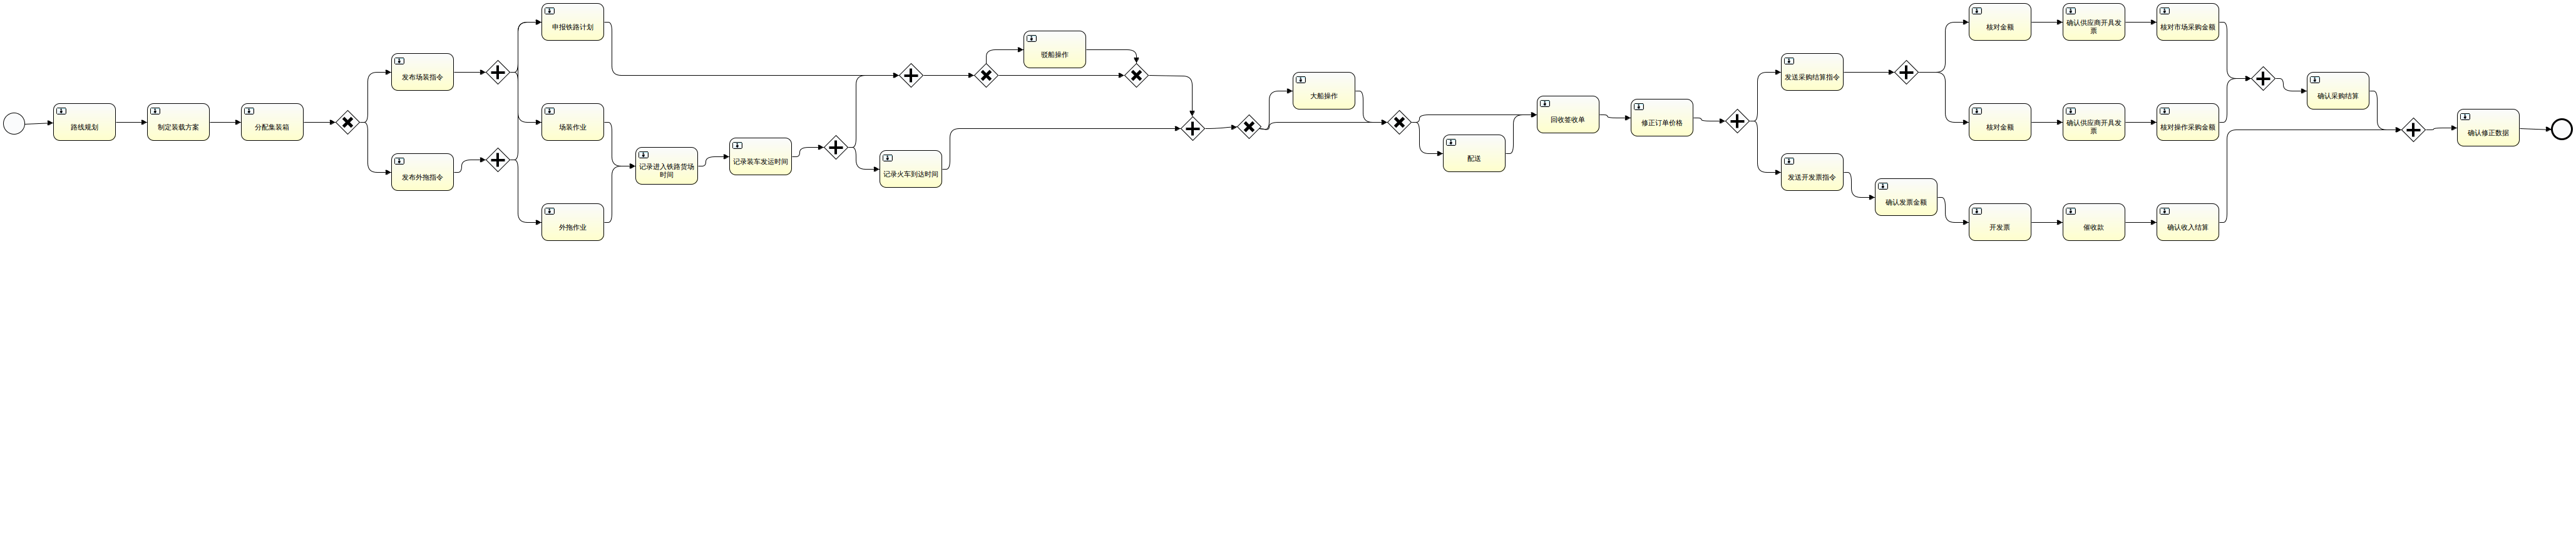 路线规划
制定装载方案
分配集装箱
发布场装指令
发布外拖指令
申报铁路计划
场装作业
外拖作业
记录进入铁路货场
时间
记录装车发运时间
记录火车到达时间
驳船操作
大船操作
配送
回收签收单
修正订单价格
发送采购结算指令
发送开发票指令
确认发票金额
核对金额
确认供应商开具发
票
核对市场采购金额
核对金额
确认供应商开具发
票
核对操作采购金额
开发票
催收款
确认收入结算
确认采购结算
确认修正数据